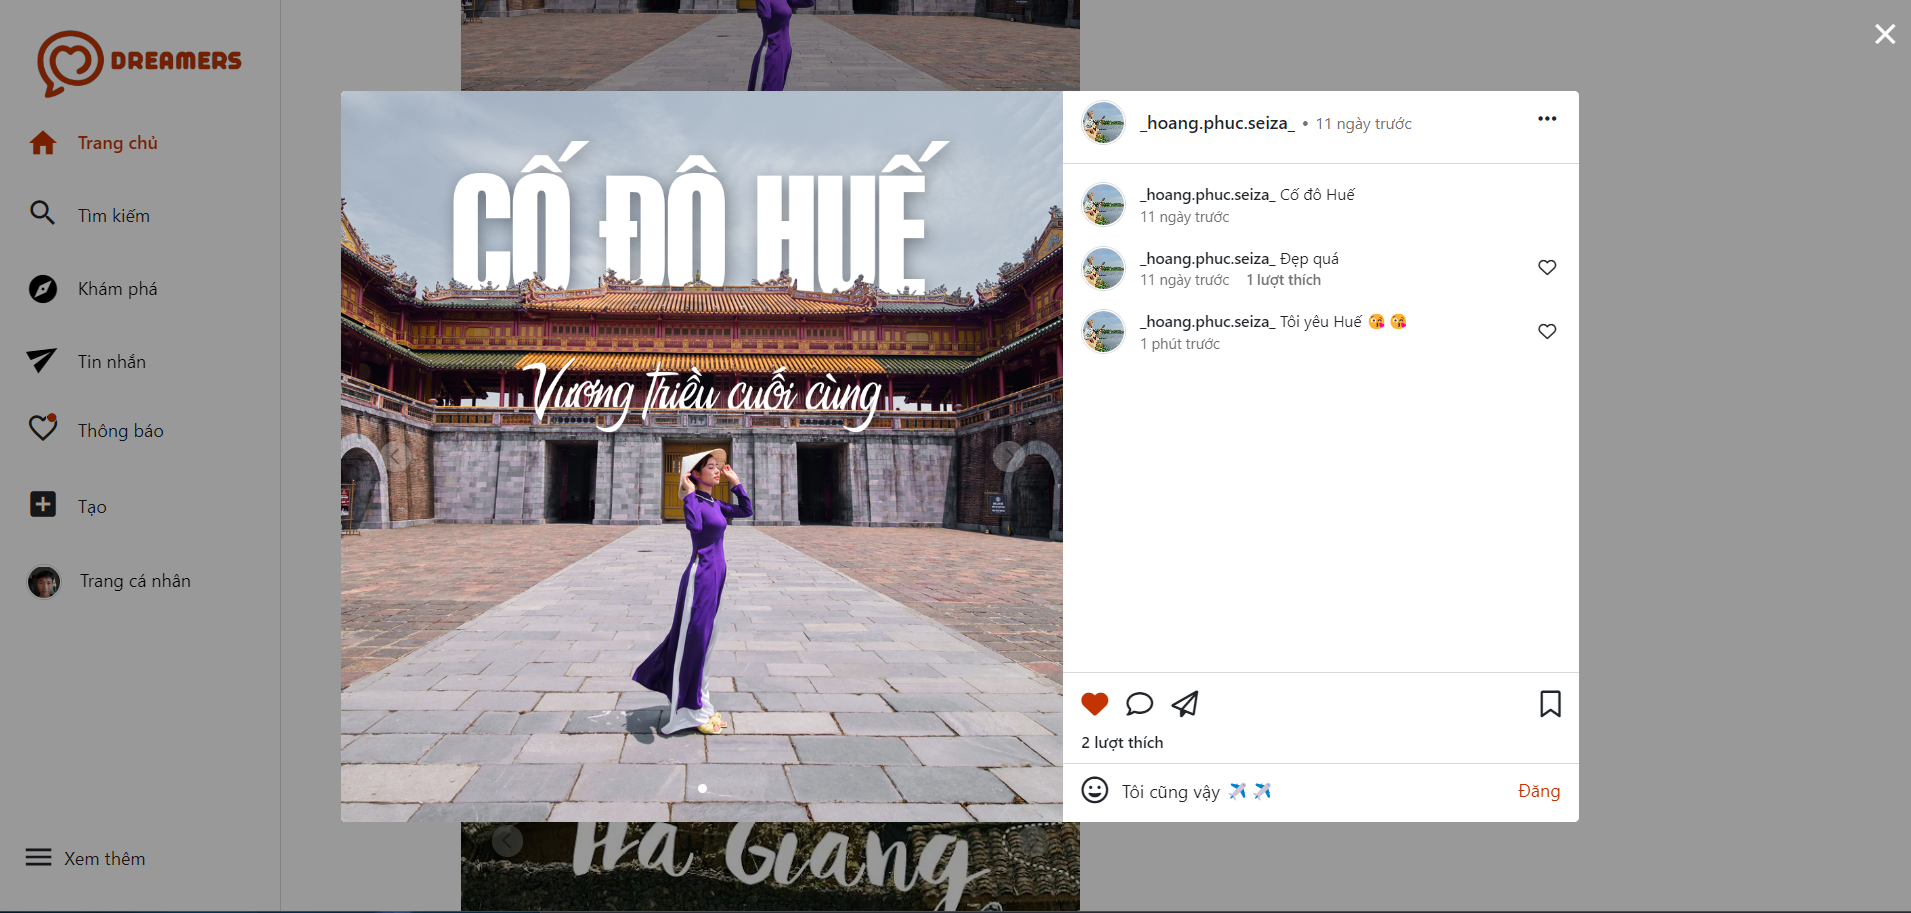 DREAMERS
Trang chủ
Tìm kiếm
Khám phá
Tin nhắn
Thông báo
Tạo
Trang cá nhân
Xem thêm
CỐ ĐÔ HUẾ
Vương triều cuối cùng
Hà Giang
_hoang.phuc.seiza_ • 11 ngày trước
_hoang.phuc.seiza_ Cố đô Huế
11 ngày trước
_hoang.phuc.seiza_ Đẹp quá
11 ngày trước 1 lượt thích
_hoang.phuc.seiza_ Tôi yêu Huế 😘 😘
1 phút trước
2 lượt thích
Tôi cũng vậy ✈️ ✈️
Đăng